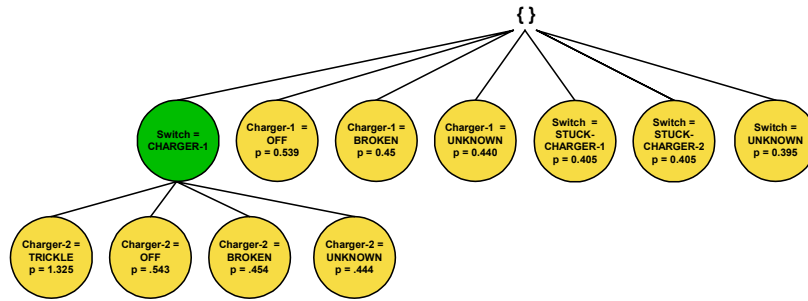 { }
Switch =
CHARGER-1
Charger-1 =
OFF
p = 0.539
Charger-1 =
BROKEN
p = 0.45
Charger-1 =
UNKNOWN
p = 0.440
Switch =
STUCK-
CHARGER-1
p = 0.405
Switch =
STUCK-
CHARGER-2
p = 0.405
Switch =
UNKNOWN
p = 0.395
Charger-2 =
TRICKLE
p = 1.325
Charger-2 =
OFF
p = .543
Charger-2 =
BROKEN
p = .454
Charger-2 =
UNKNOWN
p = .444